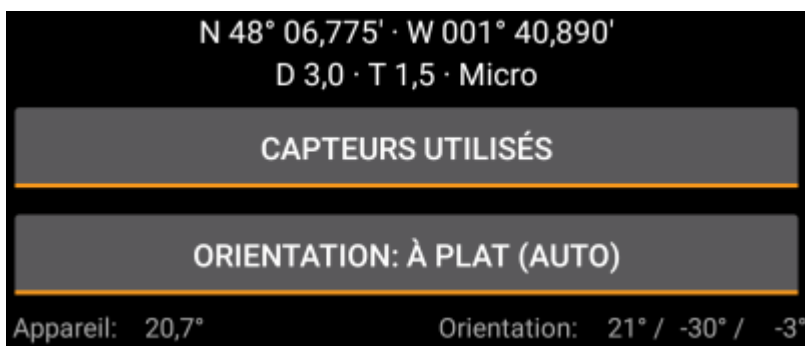 N 48° 06,775' · W 001° 40,890'
D 3,0 · T 1,5 · Micro
CAPTEURS UTILISÉS
ORIENTATION: À PLAT (AUTO)
Appareil: 20,7° Orientation: 21° / -30° / -3°